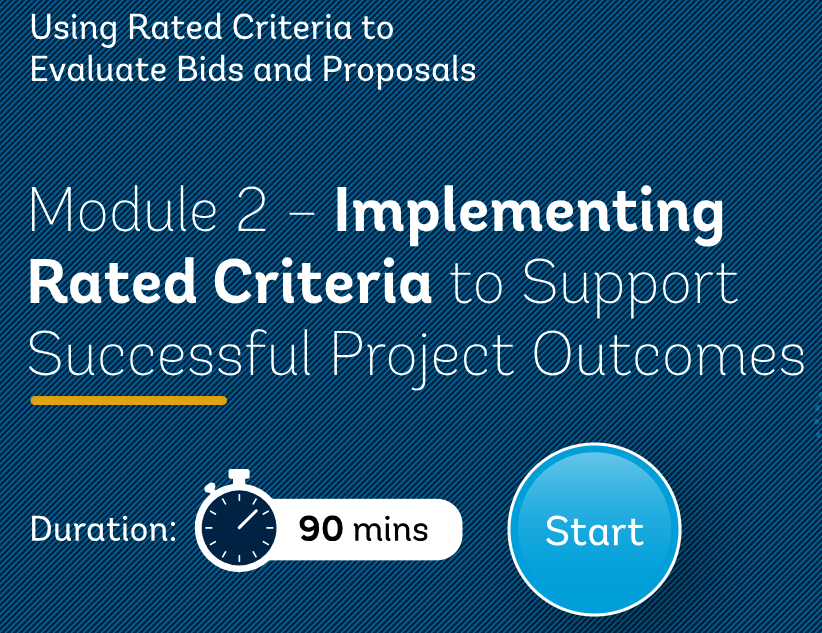 Using Rated Criteria to
Evaluate Bids and Proposals
Module 2 – Implementing
Rated Criteria to Support
Successful Project Outcomes
Duration: 90 mins
Start